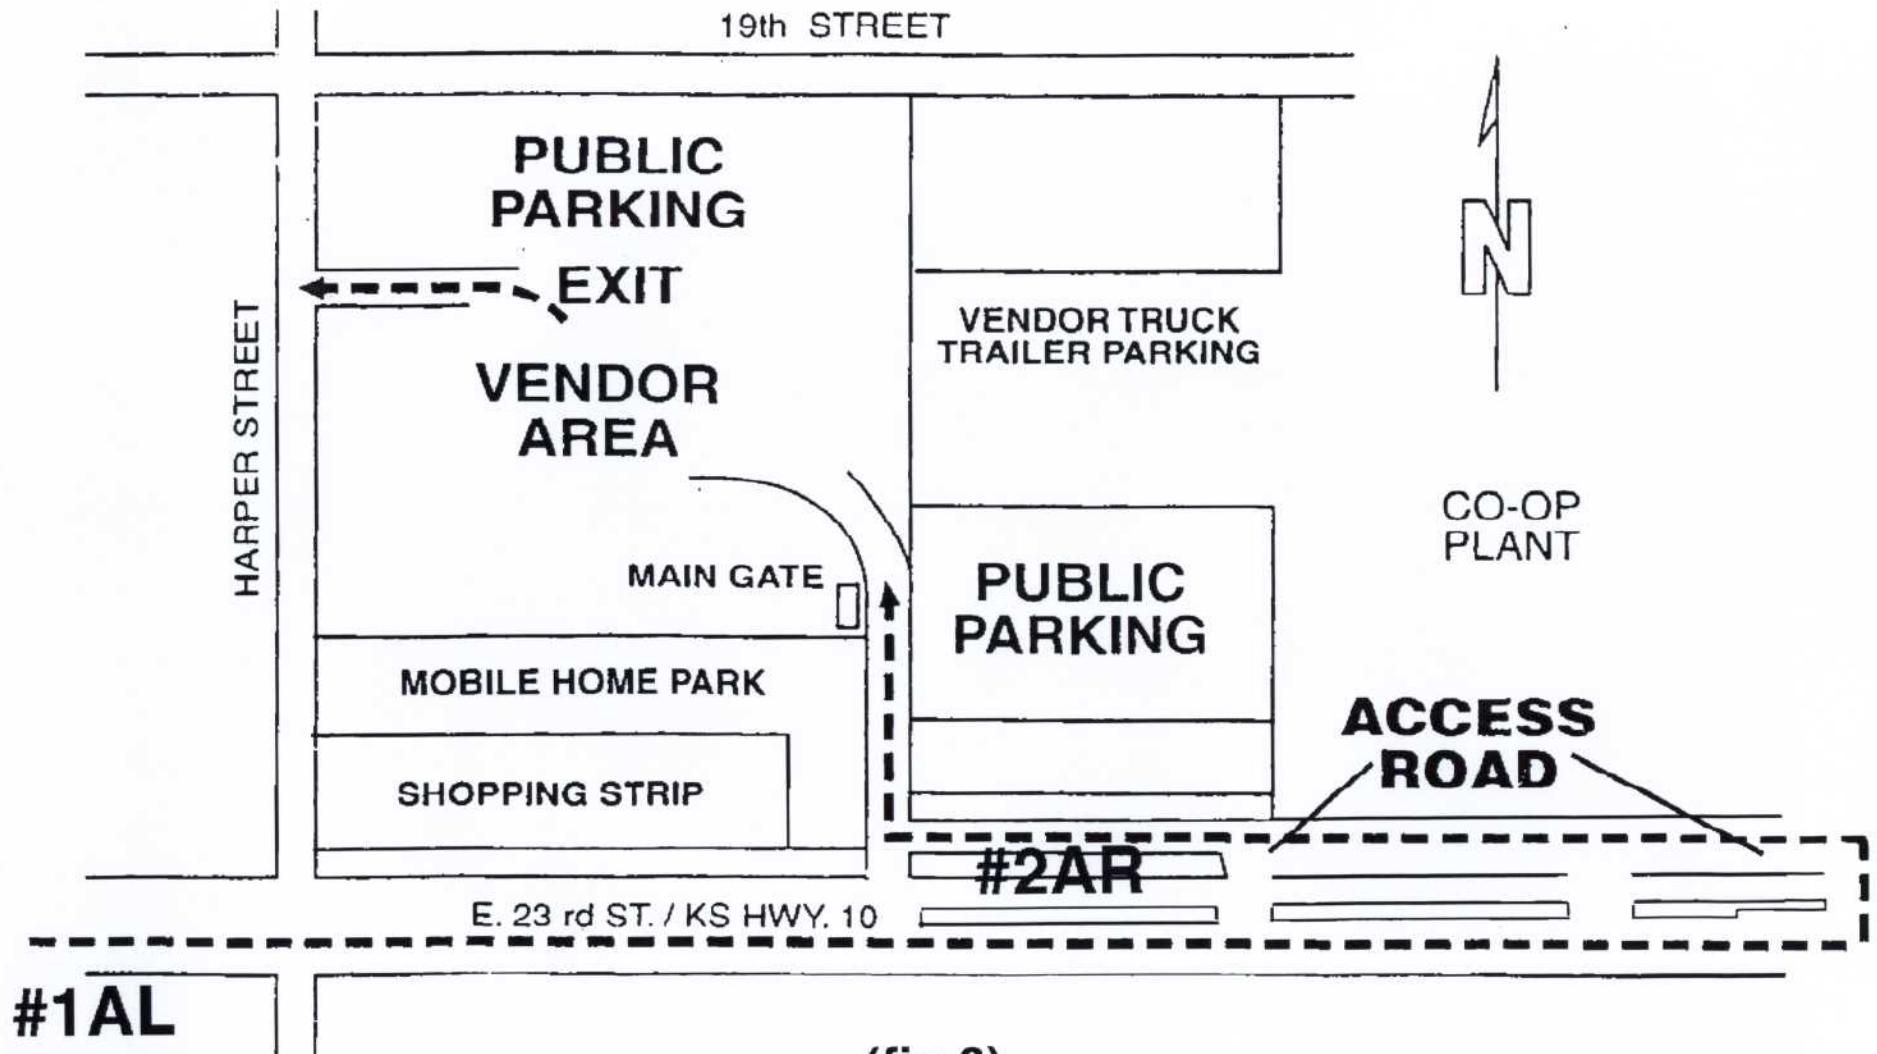 19th STREET
PUBLIC
PARKING
EXIT
VENDOR TRUCK
TRAILER PARKING
N
HARPER STREET
VENDOR
AREA
CO-OP
PLANT
MAIN GATE
PUBLIC
PARKING
MOBILE HOME PARK
ACCESS
ROAD
SHOPPING STRIP
#2AR
E. 23 rd ST. / KS HWY. 10
#1AL